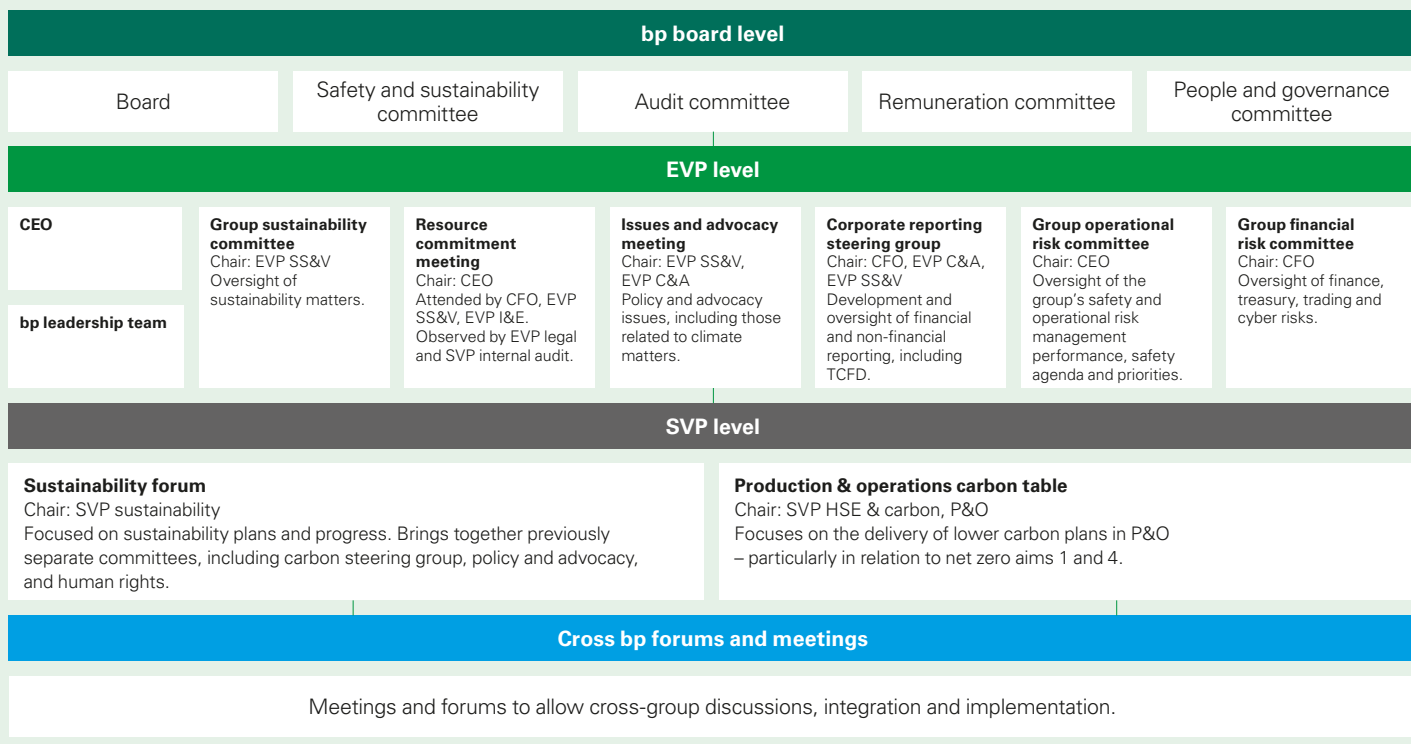 bp board level
Board
Safety and sustainability
committee
Audit committee
Remuneration committee
People and governance
committee
EVP level
CEO
bp leadership team
Group sustainability
committee
Chair: EVP SS&V
Oversight of
sustainability matters.
Resource
commitment
meeting
Chair: CEO
Attended by CFO, EVP
SS&V, EVP I&E.
Observed by EVP legal
and SVP internal audit.
Issues and advocacy
meeting
Chair: EVP SS&V,
EVP C&A
Policy and advocacy
issues, including those
related to climate
matters.
Corporate reporting
steering group
Chair: CFO, EVP C&A,
EVP SS&V
Development and
oversight of financial
and non-financial
reporting, including
TCFD.
Group operational
risk committee
Chair: CEO
Oversight of the
group's safety and
operational risk
management
performance, safety
agenda and priorities.
Group financial
risk committee
Chair: CFO
Oversight of finance,
treasury, trading and
cyber risks.
SVP level
Sustainability forum
Chair: SVP sustainability
Focused on sustainability plans and progress. Brings together previously
separate committees, including carbon steering group, policy and advocacy,
and human rights.
Production & operations carbon table
Chair: SVP HSE & carbon, P&O
Focuses on the delivery of lower carbon plans in P&O
– particularly in relation to net zero aims 1 and 4.
Cross bp forums and meetings
Meetings and forums to allow cross-group discussions, integration and implementation.